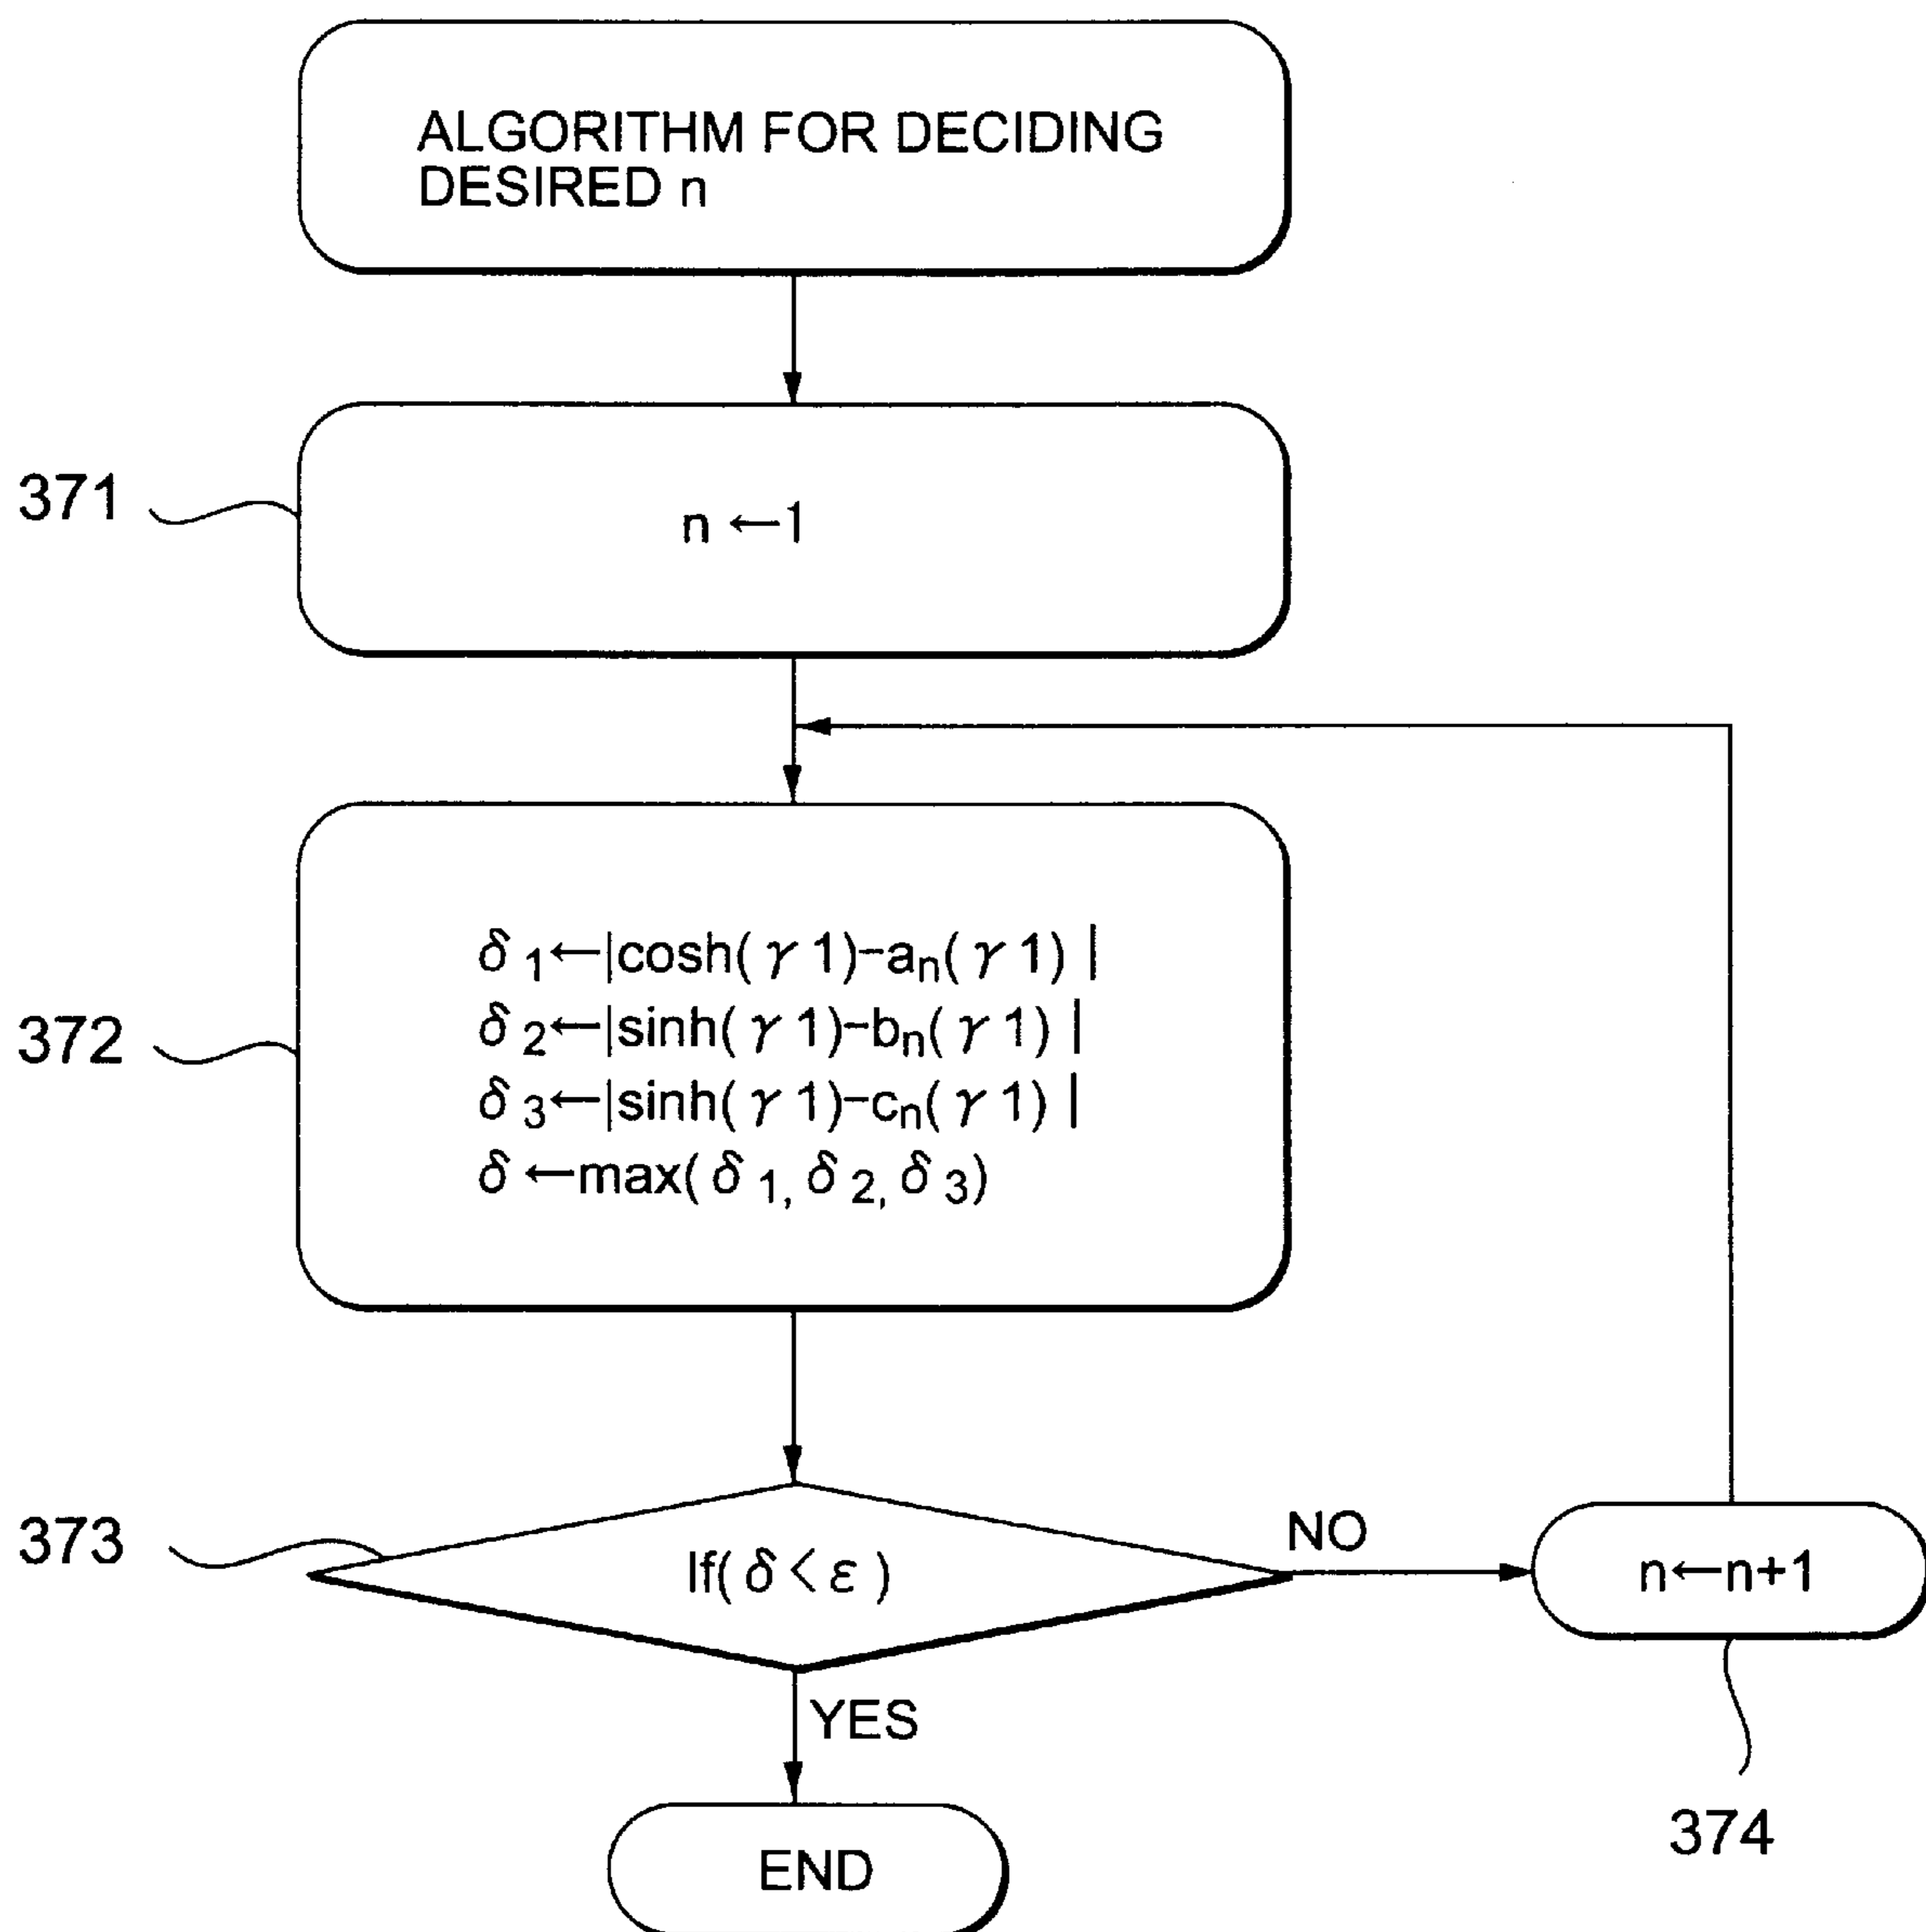 ALGORITHM FOR DECIDING
DESIRED n
371
n ←1
372
δ 1←|cosh( γ 1)−an( γ 1) |
δ 2←|sinh( γ 1)−bn( γ 1) |
δ 3←|sinh( γ 1)−cn( γ 1) |
δ ←max( δ 1, δ 2, δ 3)
373
If( δ < ε )
NO
n←n+1
374
YES
END